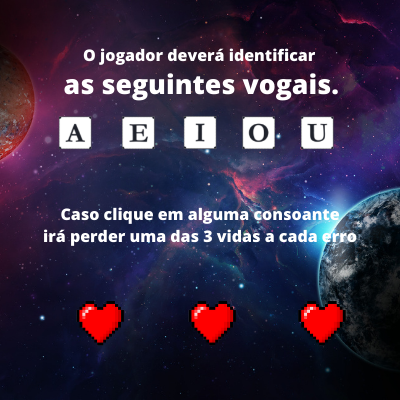 O jogador deverá identificar
as seguintes vogais.
A E I O U
Caso clique em alguma consoante
irá perder uma das 3 vidas a cada erro